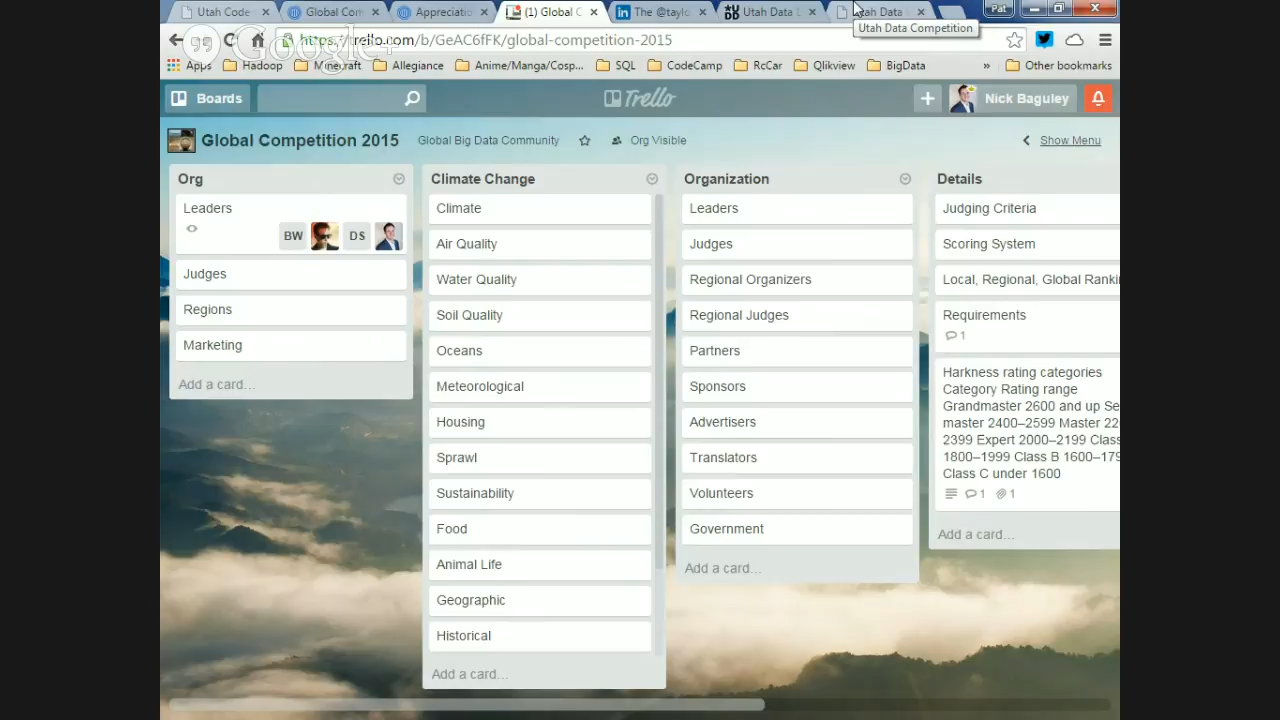 Utah Code
Global Com
Appreciatio
(1) Global C
The @taylo
Utah Data
Utah Data
Pat
Utah Data Competition
https://trello.com/b/GeAC6fFK/global-competition-2015
Google+
Apps
Hadoop
Minecraft
Allegiance
Anime/Manga/Cosp...
SQL
CodeCamp
RcCar
Qlikview
BigData
»
Other bookmarks
Boards
Trello
Nick Baguley
Global Competition 2015
Global Big Data Community
Org Visible
Show Menu
Org
Leaders
BW
DS
Judges
Regions
Marketing
Add a card...
Climate Change
Climate
Air Quality
Water Quality
Soil Quality
Oceans
Meteorological
Housing
Sprawl
Sustainability
Food
Animal Life
Geographic
Historical
Add a card...
Organization
Leaders
Judges
Regional Organizers
Regional Judges
Partners
Sponsors
Advertisers
Translators
Volunteers
Government
Add a card...
Details
Judging Criteria
Scoring System
Local, Regional, Global Ranki
Requirements
1
Harkness rating categories
Category Rating range
Grandmaster 2600 and up Se
master 2400–2599 Master 22
2399 Expert 2000–2199 Class
1800–1999 Class B 1600–179
Class C under 1600
1
1
Add a card...